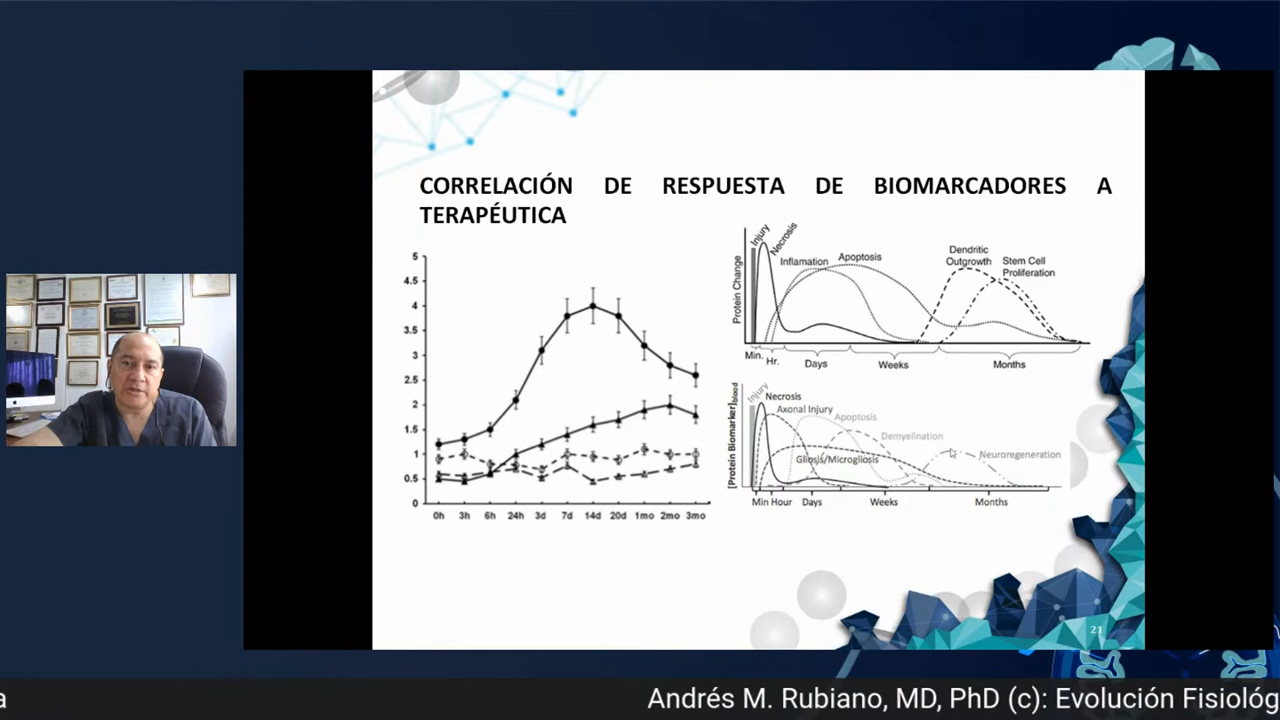 CORRELACIÓN DE RESPUESTA DE BIOMARCADORES A
TERAPÉUTICA
5
4.5
4
3.5
3
2.5
2
1.5
1
0.5
0
0h 3h 6h 24h 3d 7d 14d 20d 1mo 2mo 3mo
Protein Change
Injury
Necrosis
Inflamation
Apoptosis
Dendritic
Outgrowth
Stem Cell
Proliferation
Min. Hr. Days Weeks Months
[Protein Biomarker]blood
Injury
Necrosis
Axonal Injury
Apoptosis
Demyelination
Gliosis/Microgliosis
Neuroregeneration
Min Hour Days Weeks Months
21
a Andrés M. Rubiano, MD, PhD (c): Evolución Fisiológ